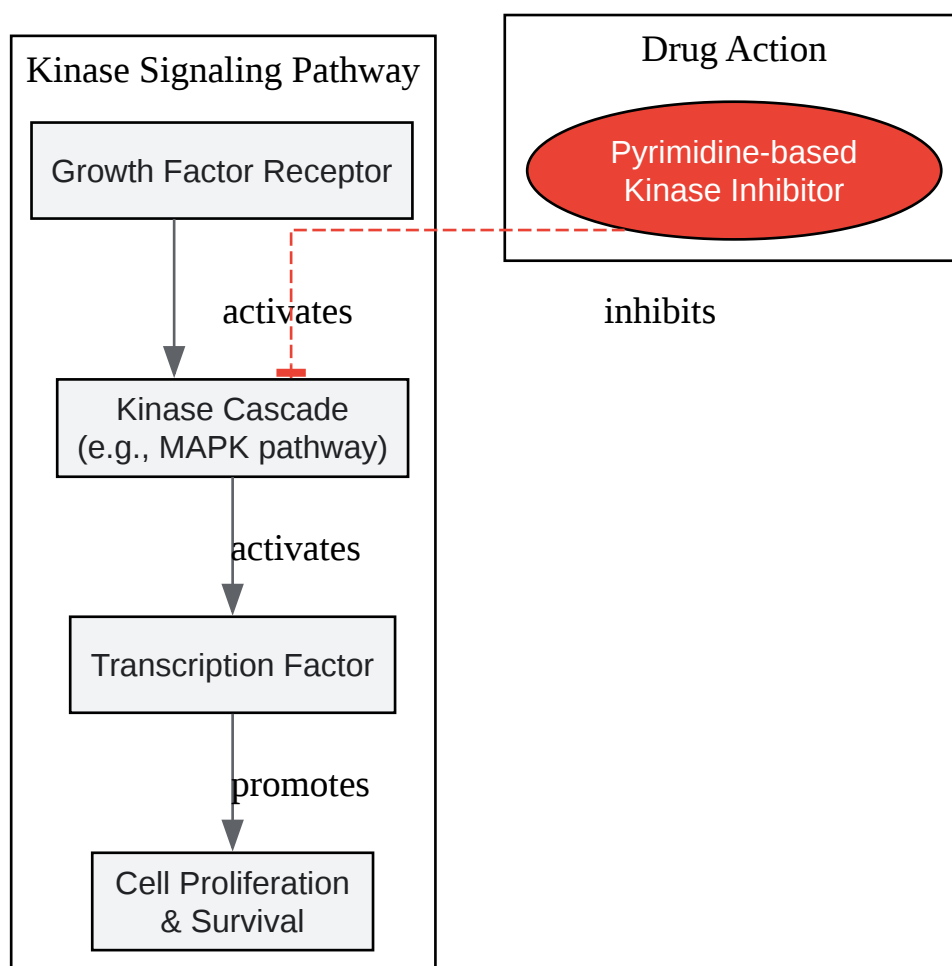 Kinase Signaling Pathway
Growth Factor Receptor
activates
Kinase Cascade
(e.g., MAPK pathway)
activates
Transcription Factor
promotes
Cell Proliferation
& Survival
Drug Action
Pyrimidine-based
Kinase Inhibitor
inhibits